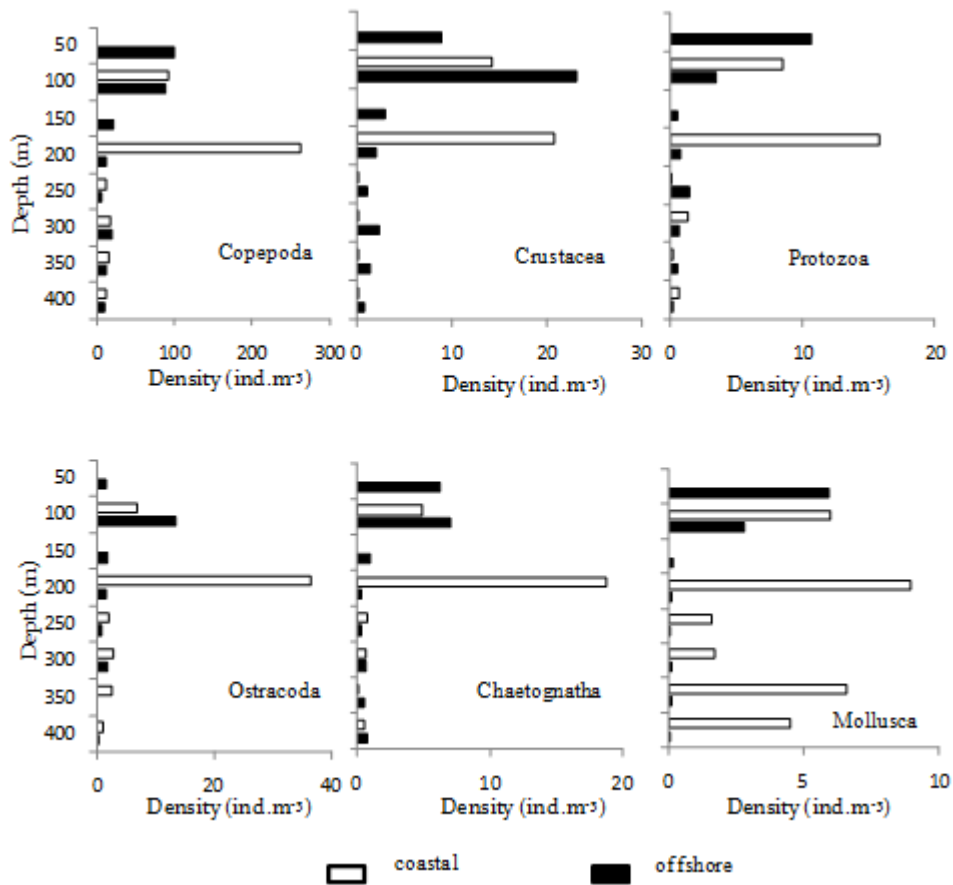 Depth (m)
50
100
150
200
250
300
350
400
Copepoda
0 100 200 300
Density (ind.m-³)
Crustacea
0 10 20 30
Density (ind.m-³)
Protozoa
0 10 20
Density (ind.m-³)
Depth (m)
50
100
150
200
250
300
350
400
Ostracoda
0 20 40
Density (ind.m-³)
Chaetognatha
0 10 20
Density (ind.m-³)
Mollusca
0 5 10
Density (ind.m-³)
coastal
offshore